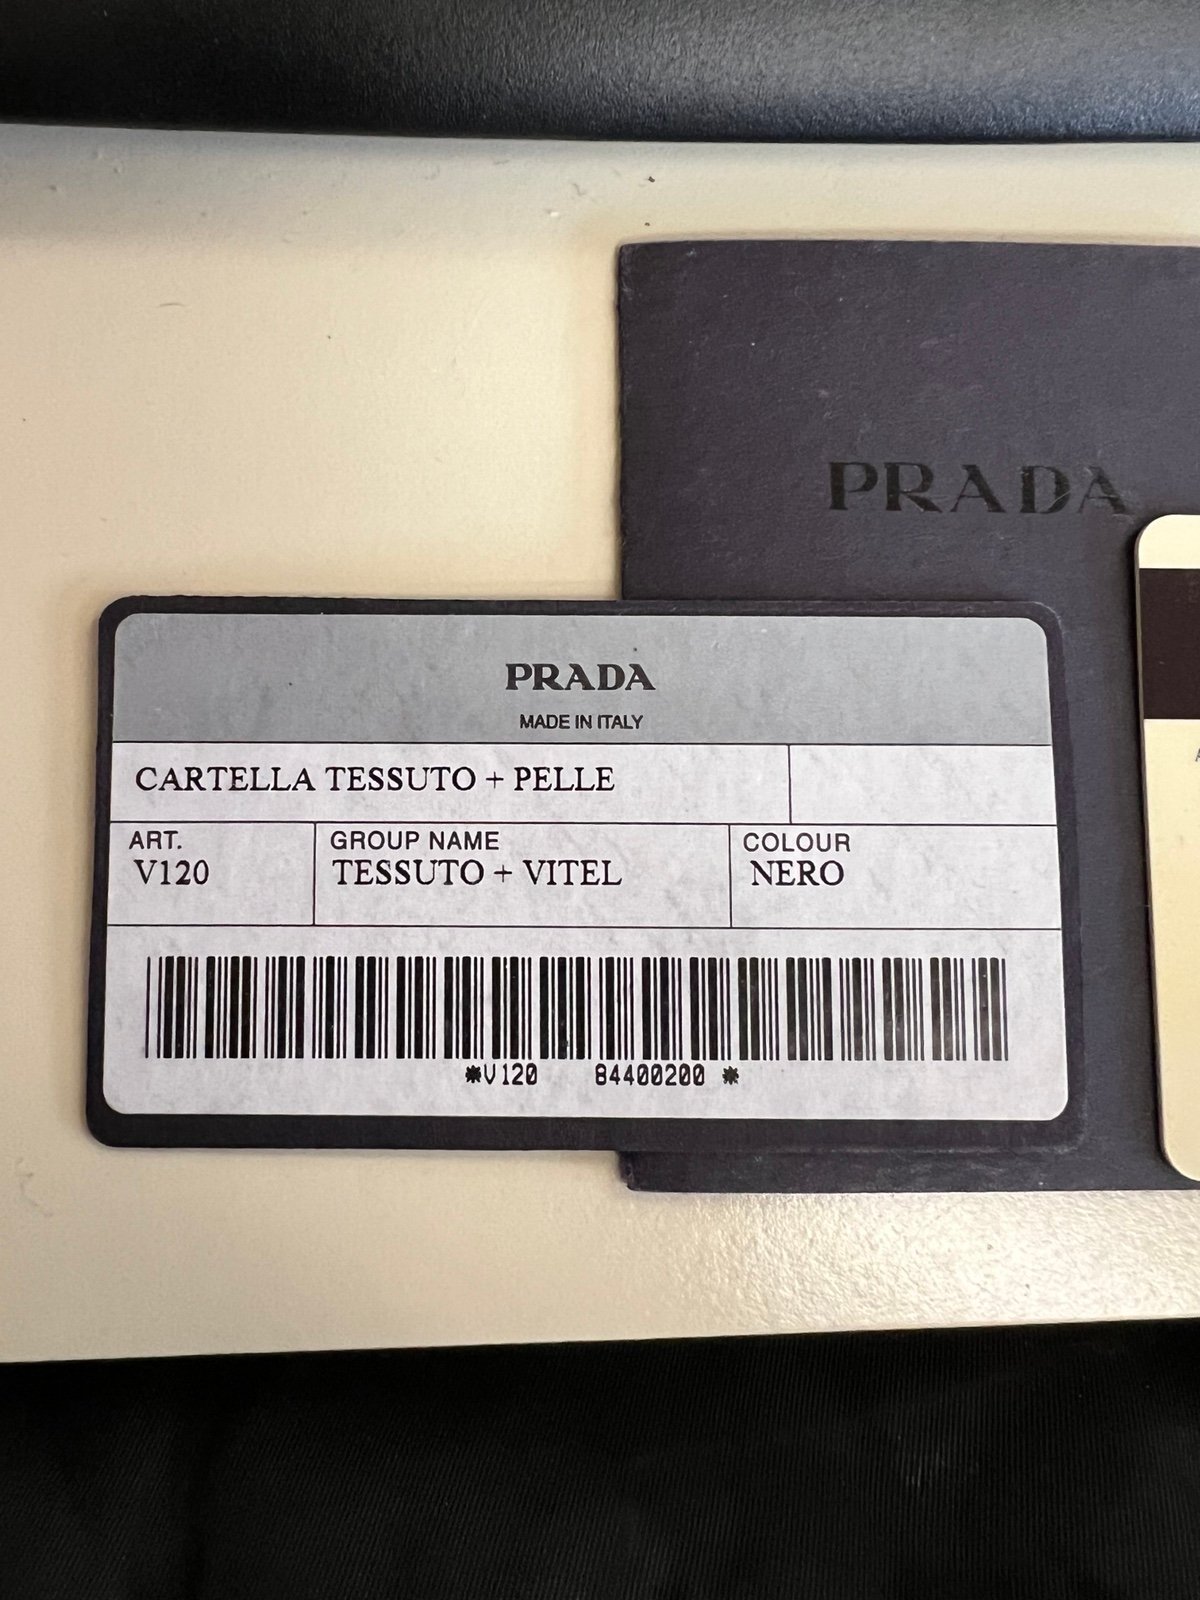 PRADA
PRADA
MADE IN ITALY
CARTELLA TESSUTO + PELLE
ART.
V120
GROUP NAME
TESSUTO + VITEL
COLOUR
NERO
*V120 84400200 *